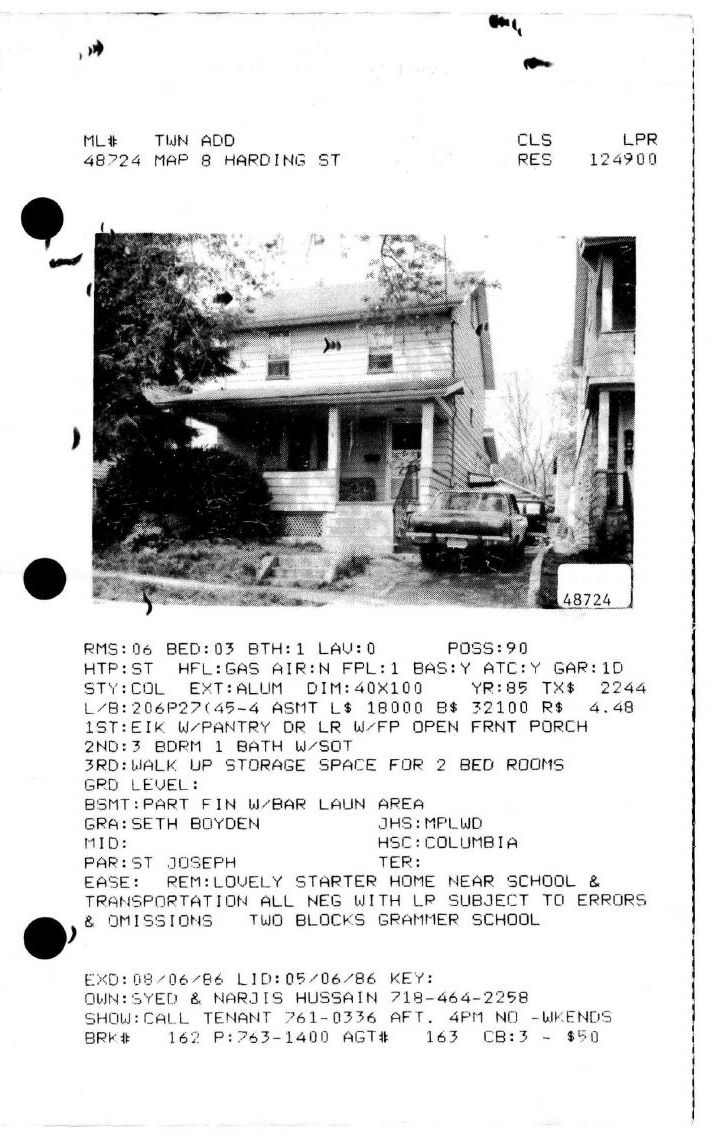 ML# TWN ADD CLS LPR
48724 MAP 8 HARDING ST RES 124900
48724
RMS:06 BED:03 BTH:1 LAV:0 POSS:90
HTP:ST HFL:GAS AIR:N FPL:1 BAS:Y ATC:Y GAR:1D
STY:COL EXT:ALUM DIM:40X100 YR:85 TX$ 2244
L/B:206P27(45-4 ASMT L$ 18000 B$ 32100 R$ 4.48
1ST:EIK W/PANTRY DR LR W/FP OPEN FRNT PORCH
2ND:3 BDRM 1 BATH W/SOT
3RD:WALK UP STORAGE SPACE FOR 2 BED ROOMS
GRD LEVEL:
BSMT:PART FIN W/BAR LAUN AREA
GRA:SETH BOYDEN JHS:MPLWD
MID: HSC:COLUMBIA
PAR:ST JOSEPH TER:
EASE: REM:LOVELY STARTER HOME NEAR SCHOOL &
TRANSPORTATION ALL NEG WITH LP SUBJECT TO ERRORS
& OMISSIONS TWO BLOCKS GRAMMER SCHOOL
EXD:08/06/86 LID:05/06/86 KEY:
OWN:SYED & NARJIS HUSSAIN 718-464-2258
SHOW:CALL TENANT 761-0336 AFT. 4PM NO -WKENDS
BRK# 162 P:763-1400 AGT# 163 CB:3 - $50